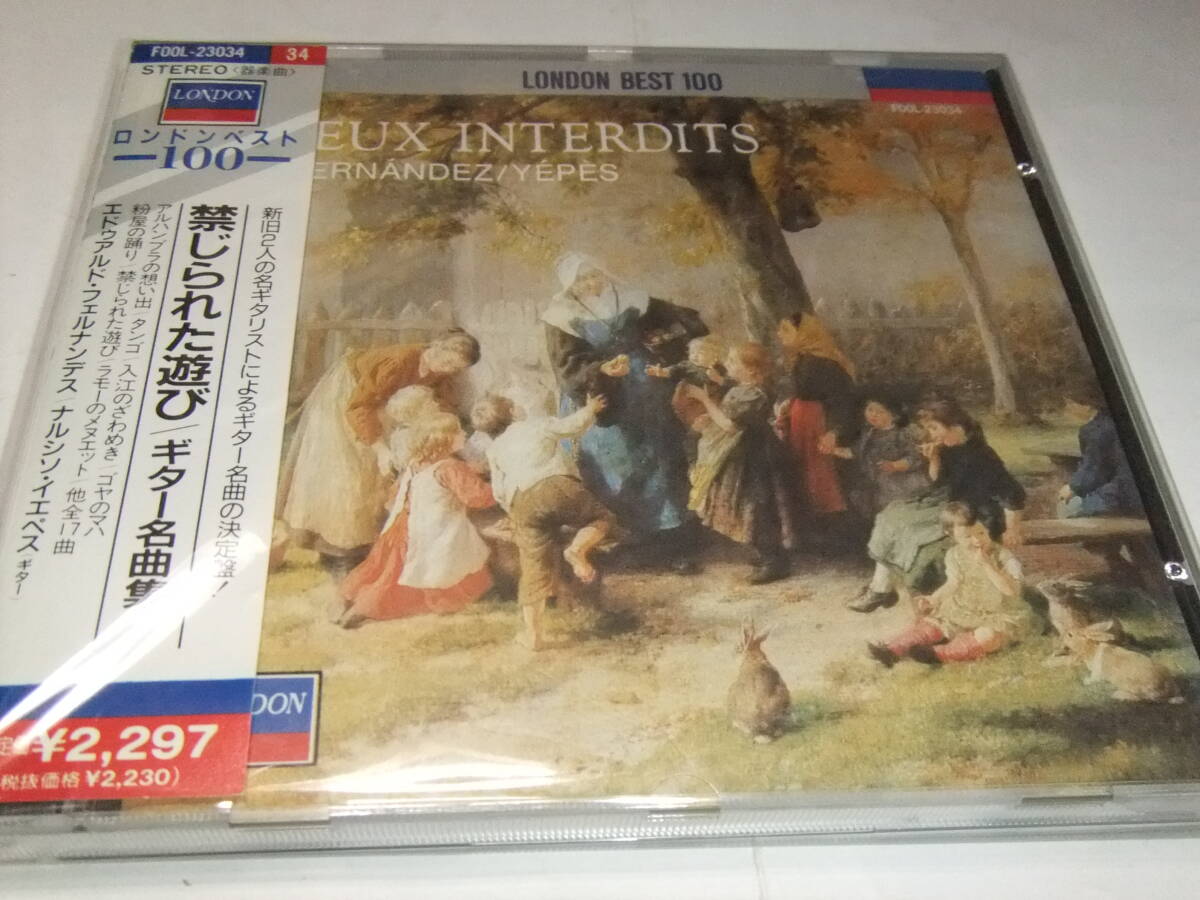 FOOL-23034
34
STEREO〈器楽曲〉
LONDON
ロンドンベスト
100
新旧2人の名ギタリストによるギター名曲の決定盤!
禁じられた遊び/ギター名曲集
アルハンブラの想い出/タンゴ/入江のざわめき/ゴヤのマハ
粉屋の踊り/禁じられた遊び/ラモーのメヌエット/他全17曲
エドゥアルド・フェルナンデス/ナルシソ・イエペス(ギター)
¥2,297
税抜価格¥2,230)
LONDON BEST 100
FOOL-23034
EUX INTERDITS
ERNÁNDEZ/YÉPES
DON